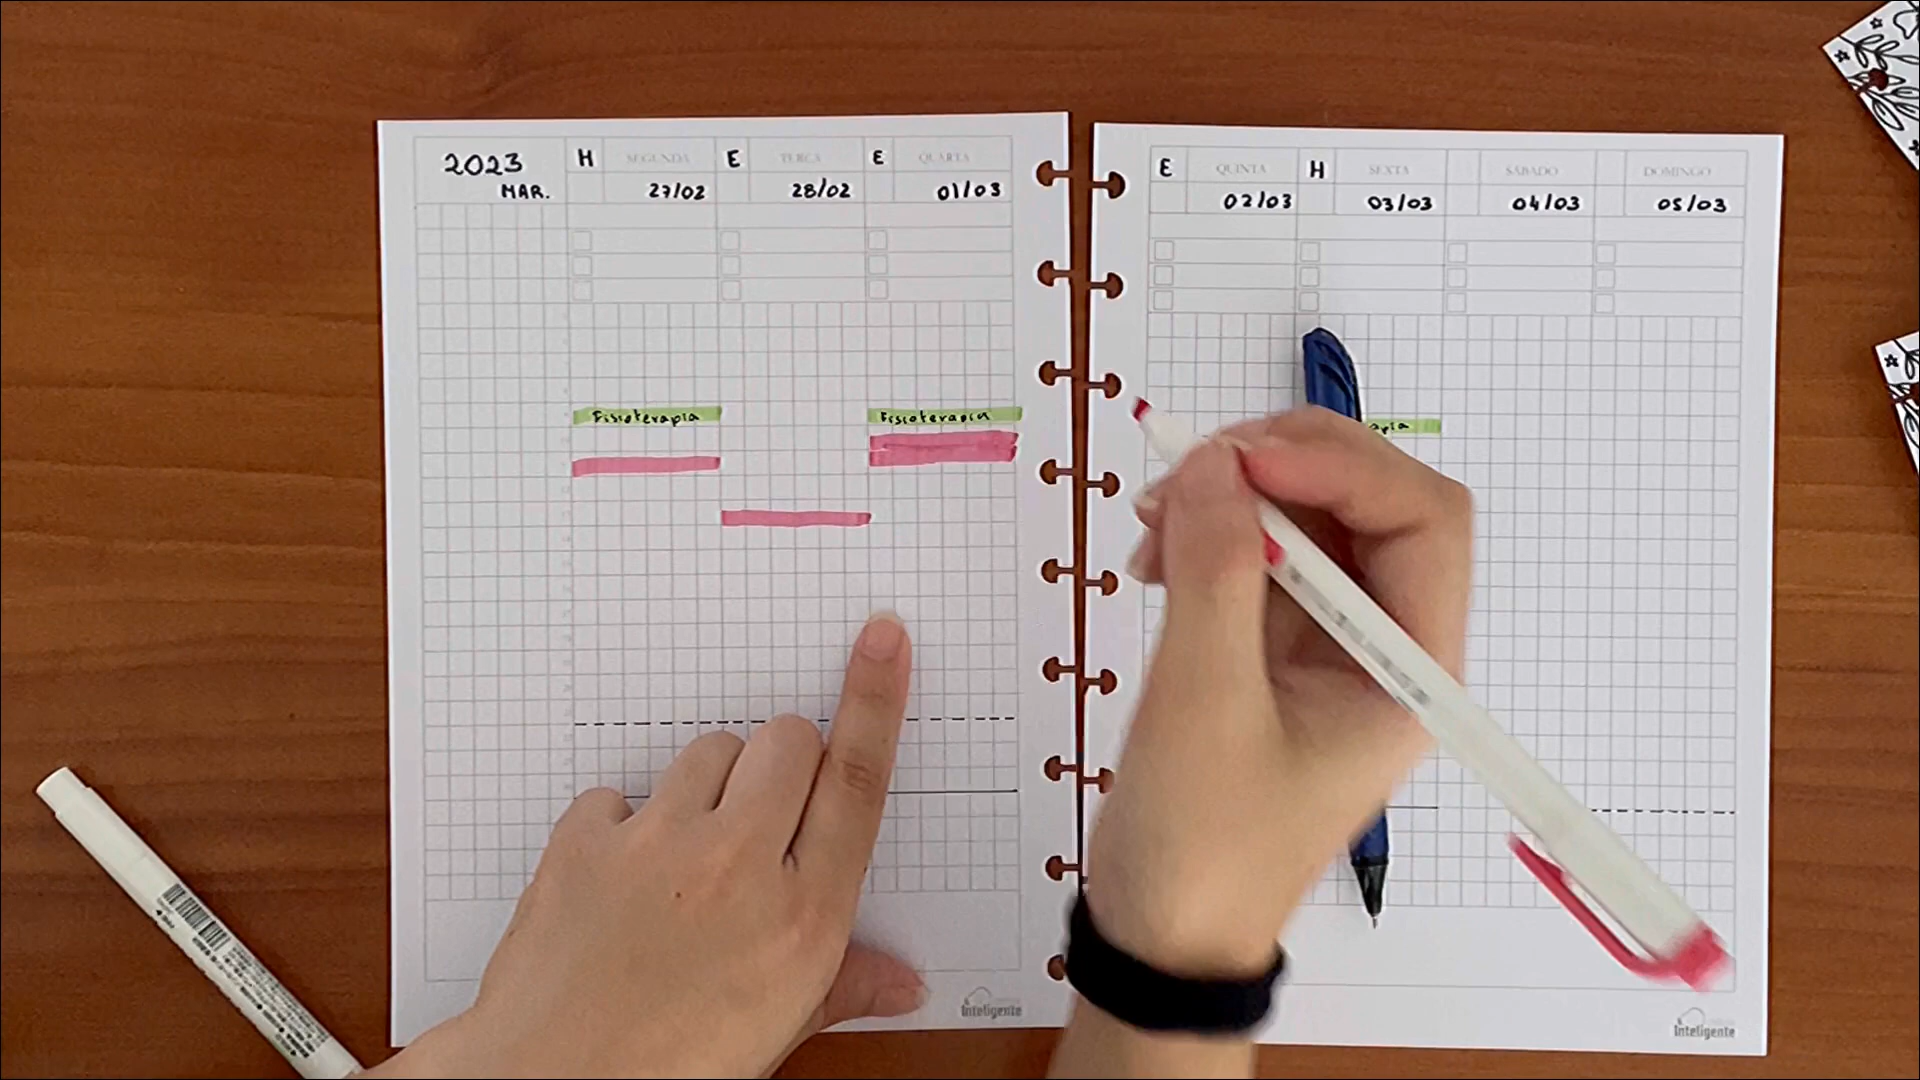 2023
MAR.
H SEGUNDA
27/02
E TERÇA
28/02
E QUARTA
01/03
Fisioterapia
Fisioterapia
Inteligente
E QUINTA
02/03
H SEXTA
03/03
SÁBADO
04/03
DOMINGO
05/03
apia
Inteligente